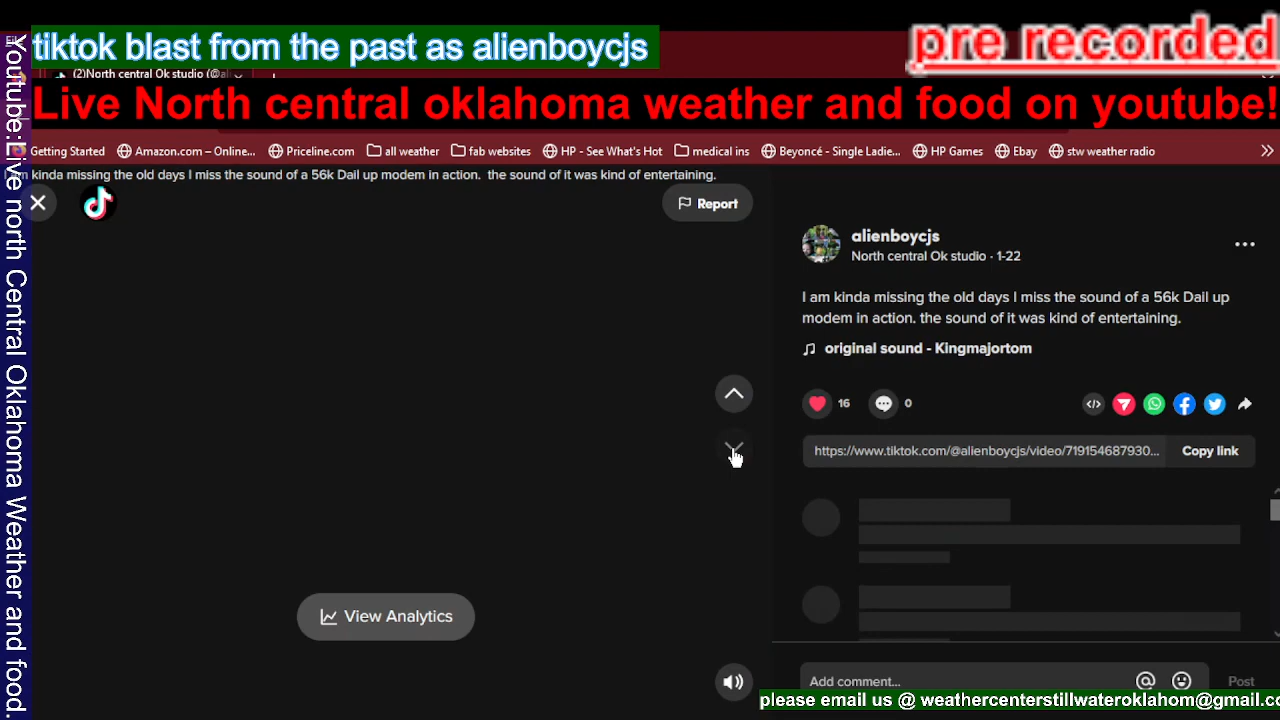 tiktok blast from the past as alienboycjs
pre recorded
(2)North central Ok studio (@a
Live North central oklahoma weather and food on youtube!
Getting Started Amazon.com – Online... Priceline.com all weather fab websites HP - See What's Hot medical ins Beyoncé - Single Ladie... HP Games Ebay stw weather radio
kinda missing the old days I miss the sound of a 56k Dail up modem in action. the sound of it was kind of entertaining.
Report
alienboycjs
North central Ok studio · 1-22
I am kinda missing the old days I miss the sound of a 56k Dail up
modem in action. the sound of it was kind of entertaining.
original sound - Kingmajortom
16 0
https://www.tiktok.com/@alienboycjs/video/719154687930... Copy link
View Analytics
Add comment... Post
please email us @ weathercenterstillwateroklahom@gmail.co
Youtube:Live north Central Oklahoma Weather and food.